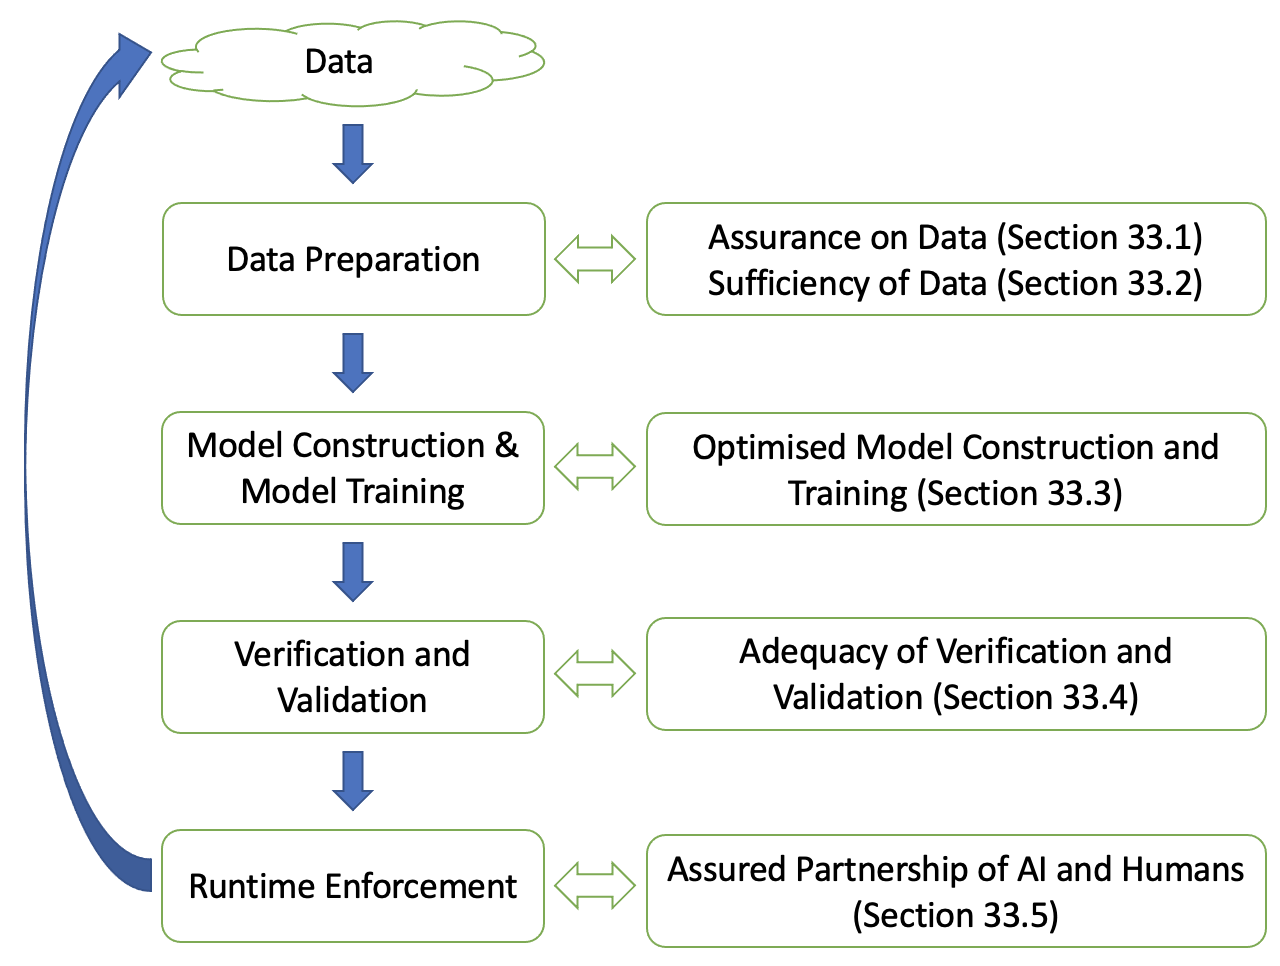 Data
Data Preparation
Assurance on Data (Section 33.1)
Sufficiency of Data (Section 33.2)
Model Construction &
Model Training
Optimised Model Construction and
Training (Section 33.3)
Verification and
Validation
Adequacy of Verification and
Validation (Section 33.4)
Runtime Enforcement
Assured Partnership of AI and Humans
(Section 33.5)